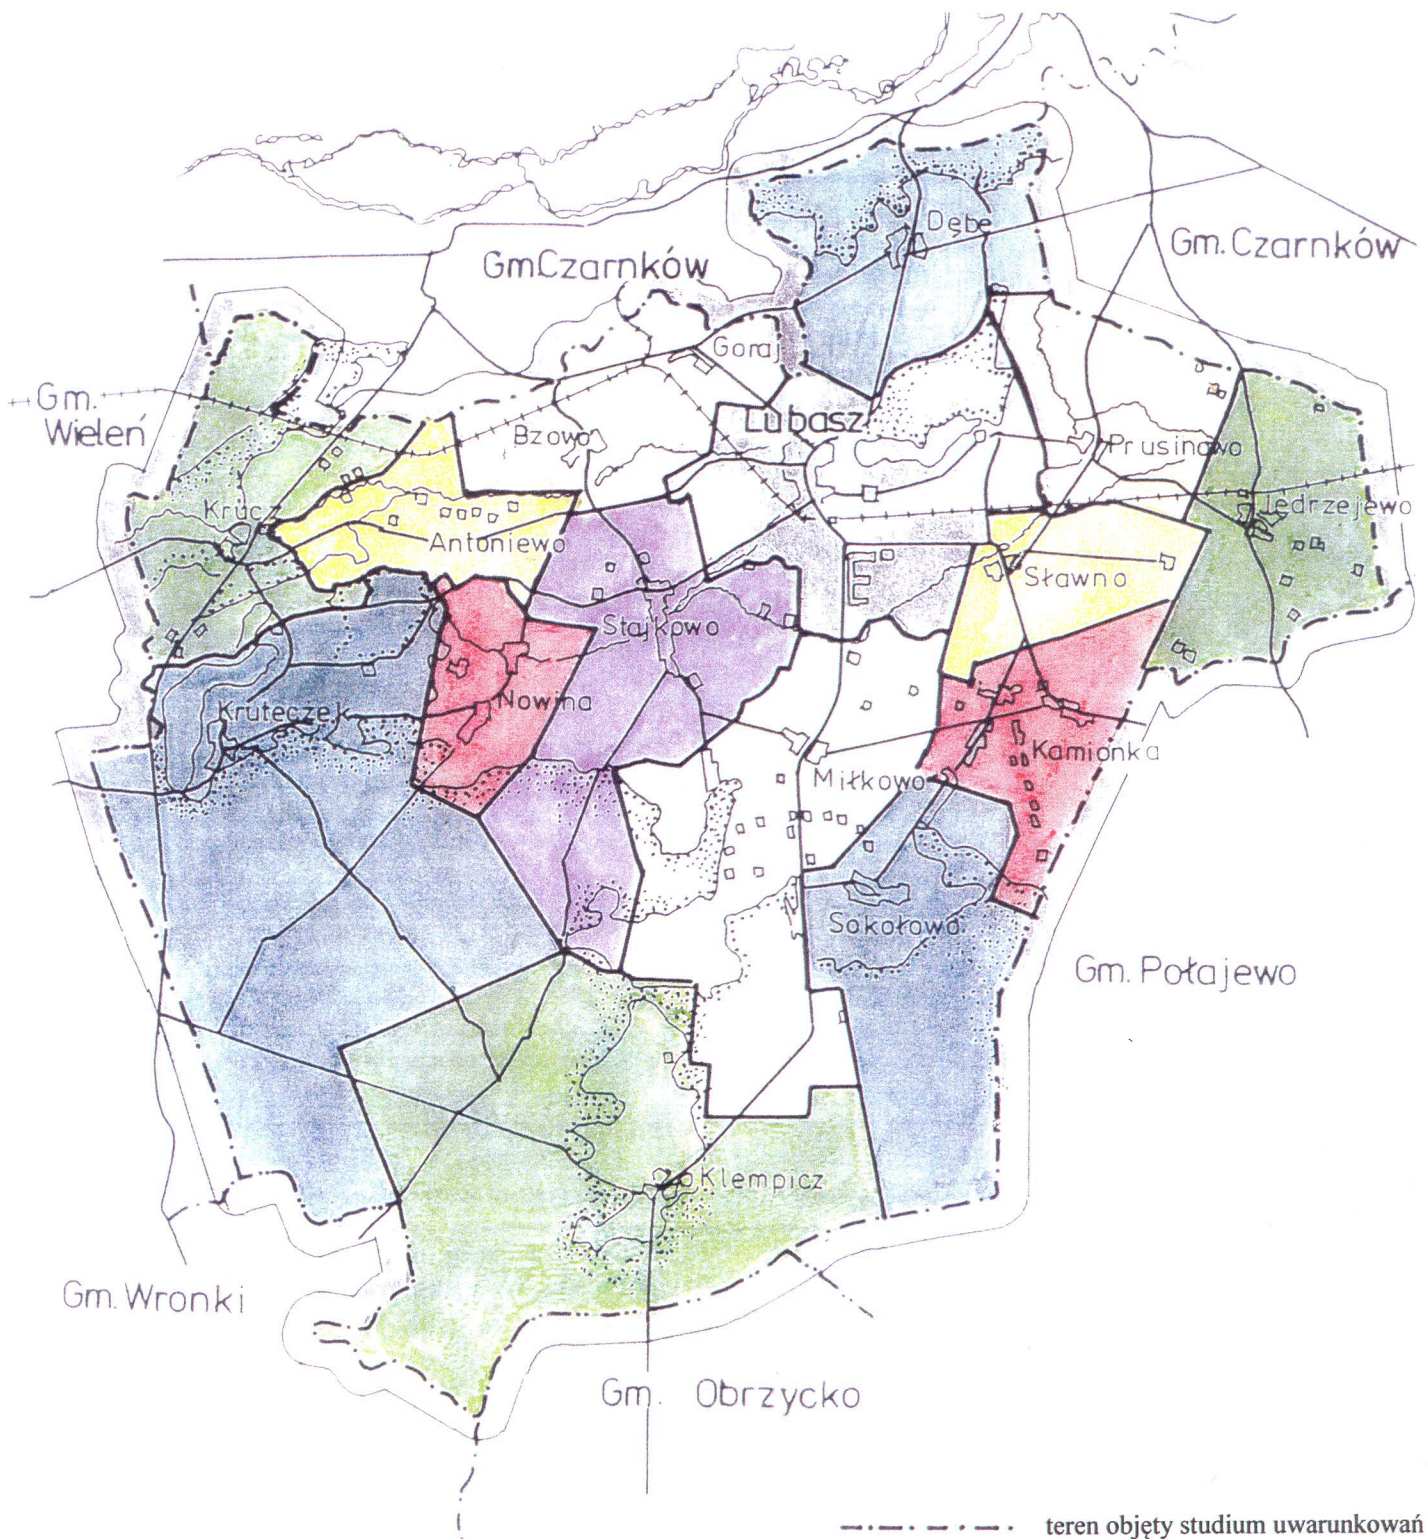 Dębe
Gm. Czarnków
Gm.Czarnków
Goraj
Gm.
Wieleń
Lubasz
Bzowo
Prusinowo
Krucz
Jędrzejewo
Antoniewo
Sławno
E
Stajkowo
Nowina
Kruteczek
Kamionka
Miłkowo
Sokołowo
Gm. Połajewo
Klempicz
Gm. Wronki
Gm. Obrzycko
teren objęty studium uwarunkowań